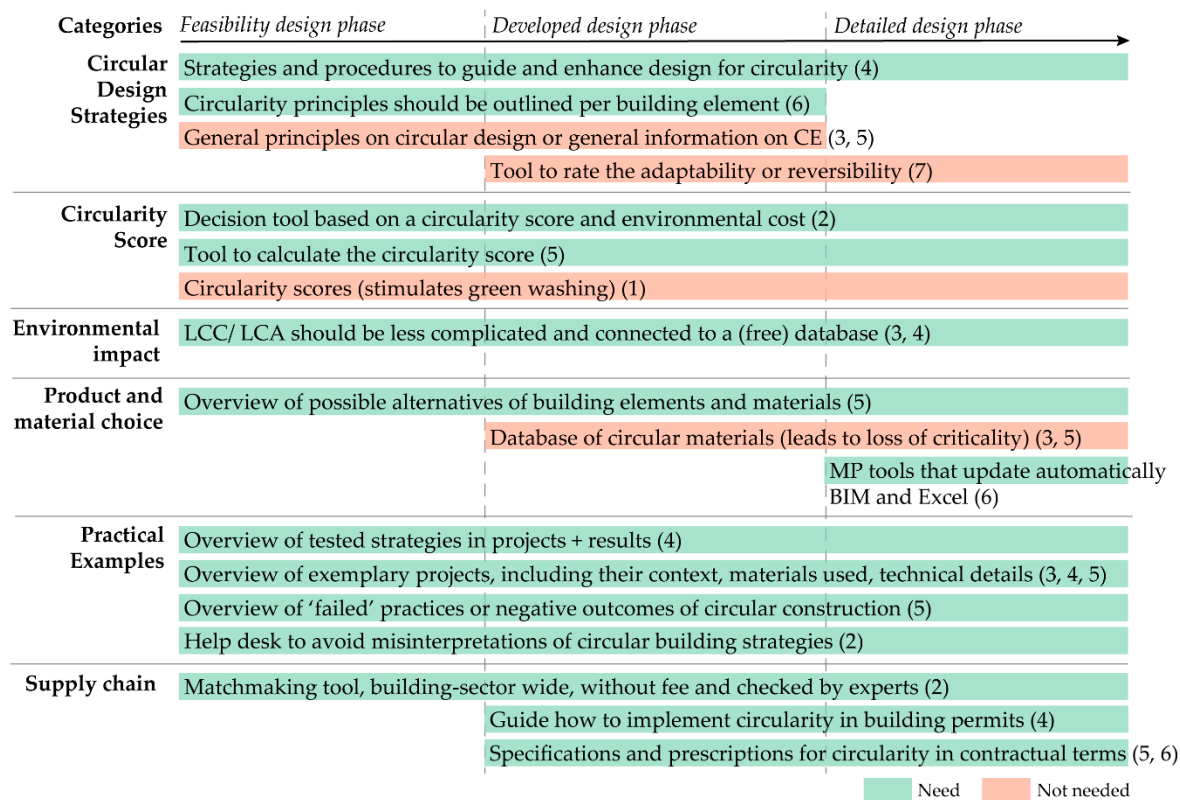 Categories
Feasibility design phase
Developed design phase
Detailed design phase
Circular
Design
Strategies
Strategies and procedures to guide and enhance design for circularity (4)
Circularity principles should be outlined per building element (6)
General principles on circular design or general information on CE (3, 5)
Tool to rate the adaptability or reversibility (7)
Circularity
Score
Decision tool based on a circularity score and environmental cost (2)
Tool to calculate the circularity score (5)
Circularity scores (stimulates green washing) (1)
Environmental
impact
LCC/ LCA should be less complicated and connected to a (free) database (3, 4)
Product and
material choice
Overview of possible alternatives of building elements and materials (5)
Database of circular materials (leads to loss of criticality) (3, 5)
MP tools that update automatically
BIM and Excel (6)
Practical
Examples
Overview of tested strategies in projects + results (4)
Overview of exemplary projects, including their context, materials used, technical details (3, 4, 5)
Overview of ‘failed’ practices or negative outcomes of circular construction (5)
Help desk to avoid misinterpretations of circular building strategies (2)
Supply chain
Matchmaking tool, building-sector wide, without fee and checked by experts (2)
Guide how to implement circularity in building permits (4)
Specifications and prescriptions for circularity in contractual terms (5, 6)
Need
Not needed